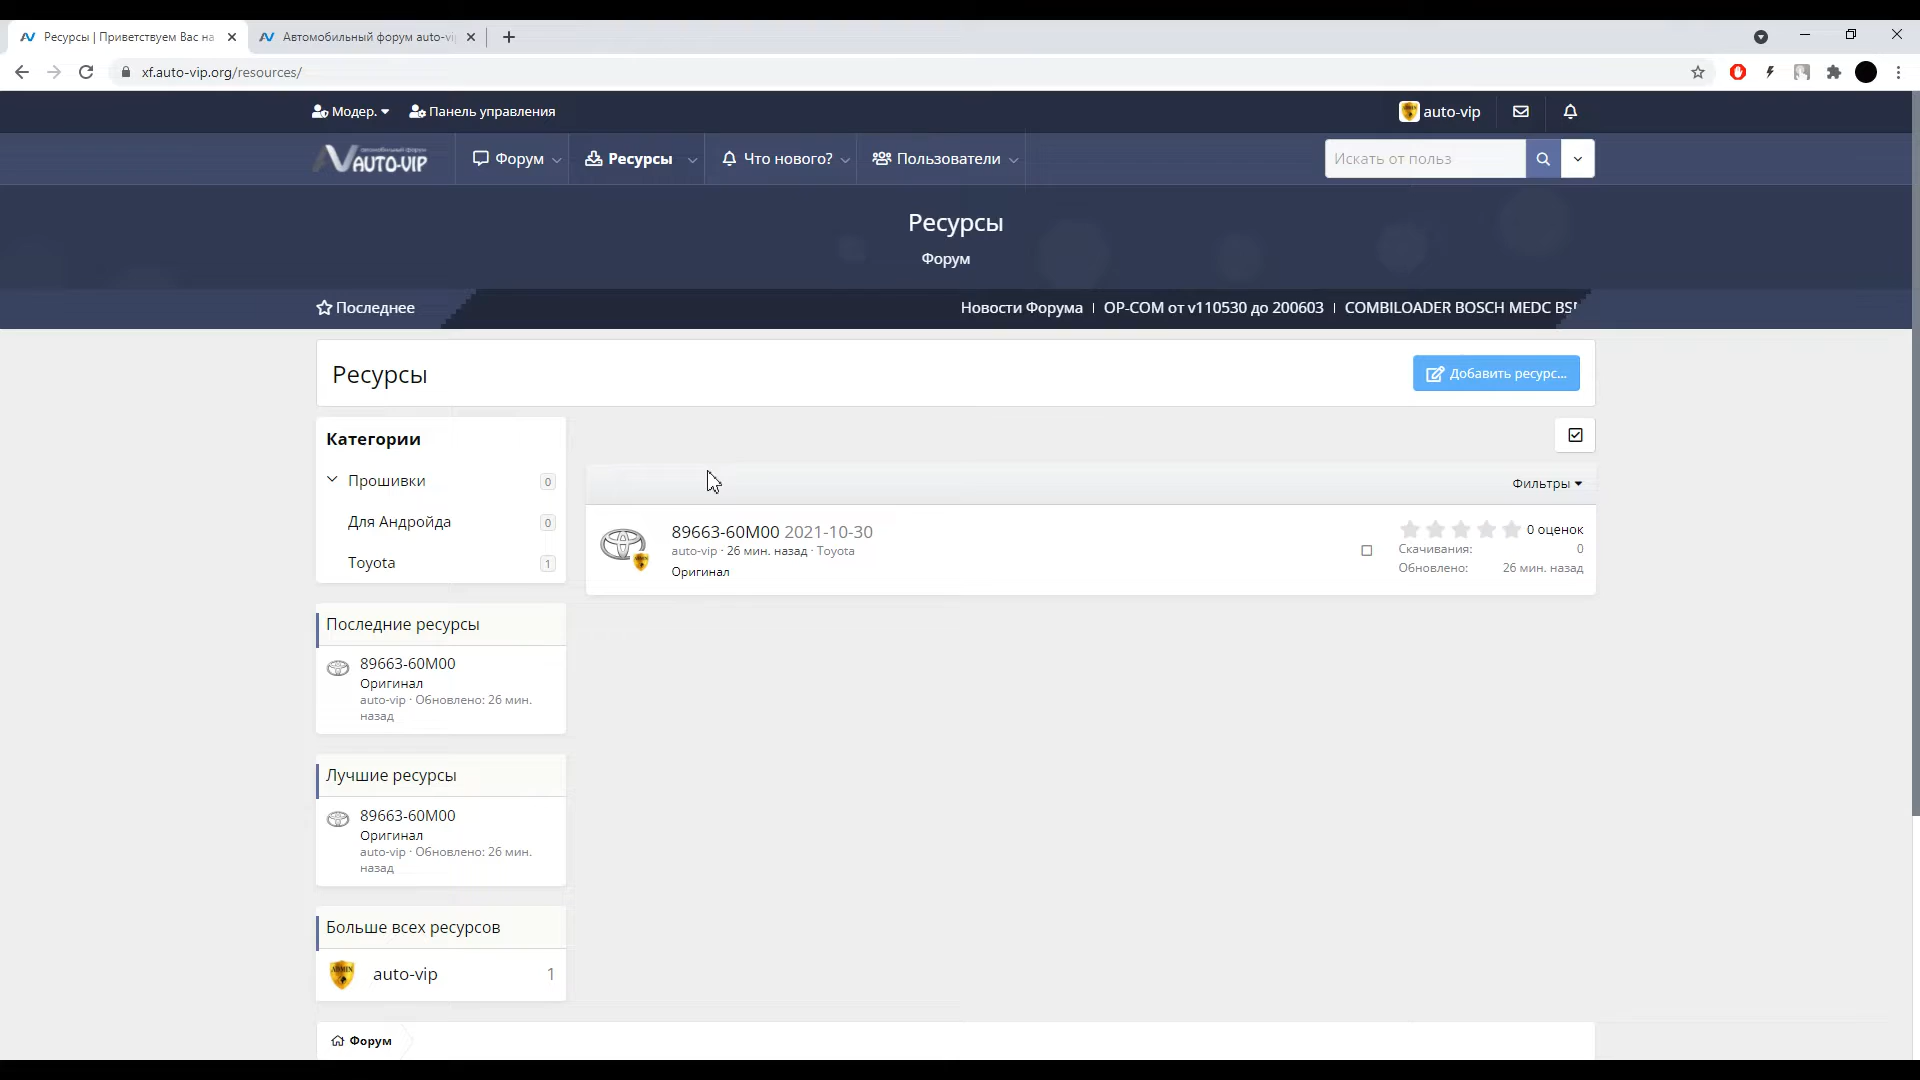 Ресурсы | Приветствуем Вас на
Автомобильный форум auto-vi
xf.auto-vip.org/resources/
Модер.
Панель управления
auto-vip
автомобильный форум
AUTO-VIP
Форум
Ресурсы
Что нового?
Пользователи
Искать от польз
Ресурсы
Форум
Последнее
Новости Форума
OP-COM от v110530 до 200603
COMBILOADER BOSCH MEDC BS
Ресурсы
Добавить ресурс...
Категории
Прошивки 0
Для Андройда 0
Toyota 1
Фильтры
89663-60M00 2021-10-30
auto-vip · 26 мин. назад · Toyota
Оригинал
0 оценок
Скачивания: 0
Обновлено: 26 мин. назад
Последние ресурсы
89663-60M00
Оригинал
auto-vip · Обновлено: 26 мин.
назад
Лучшие ресурсы
89663-60M00
Оригинал
auto-vip · Обновлено: 26 мин.
назад
Больше всех ресурсов
ADMIN
auto-vip 1
Форум